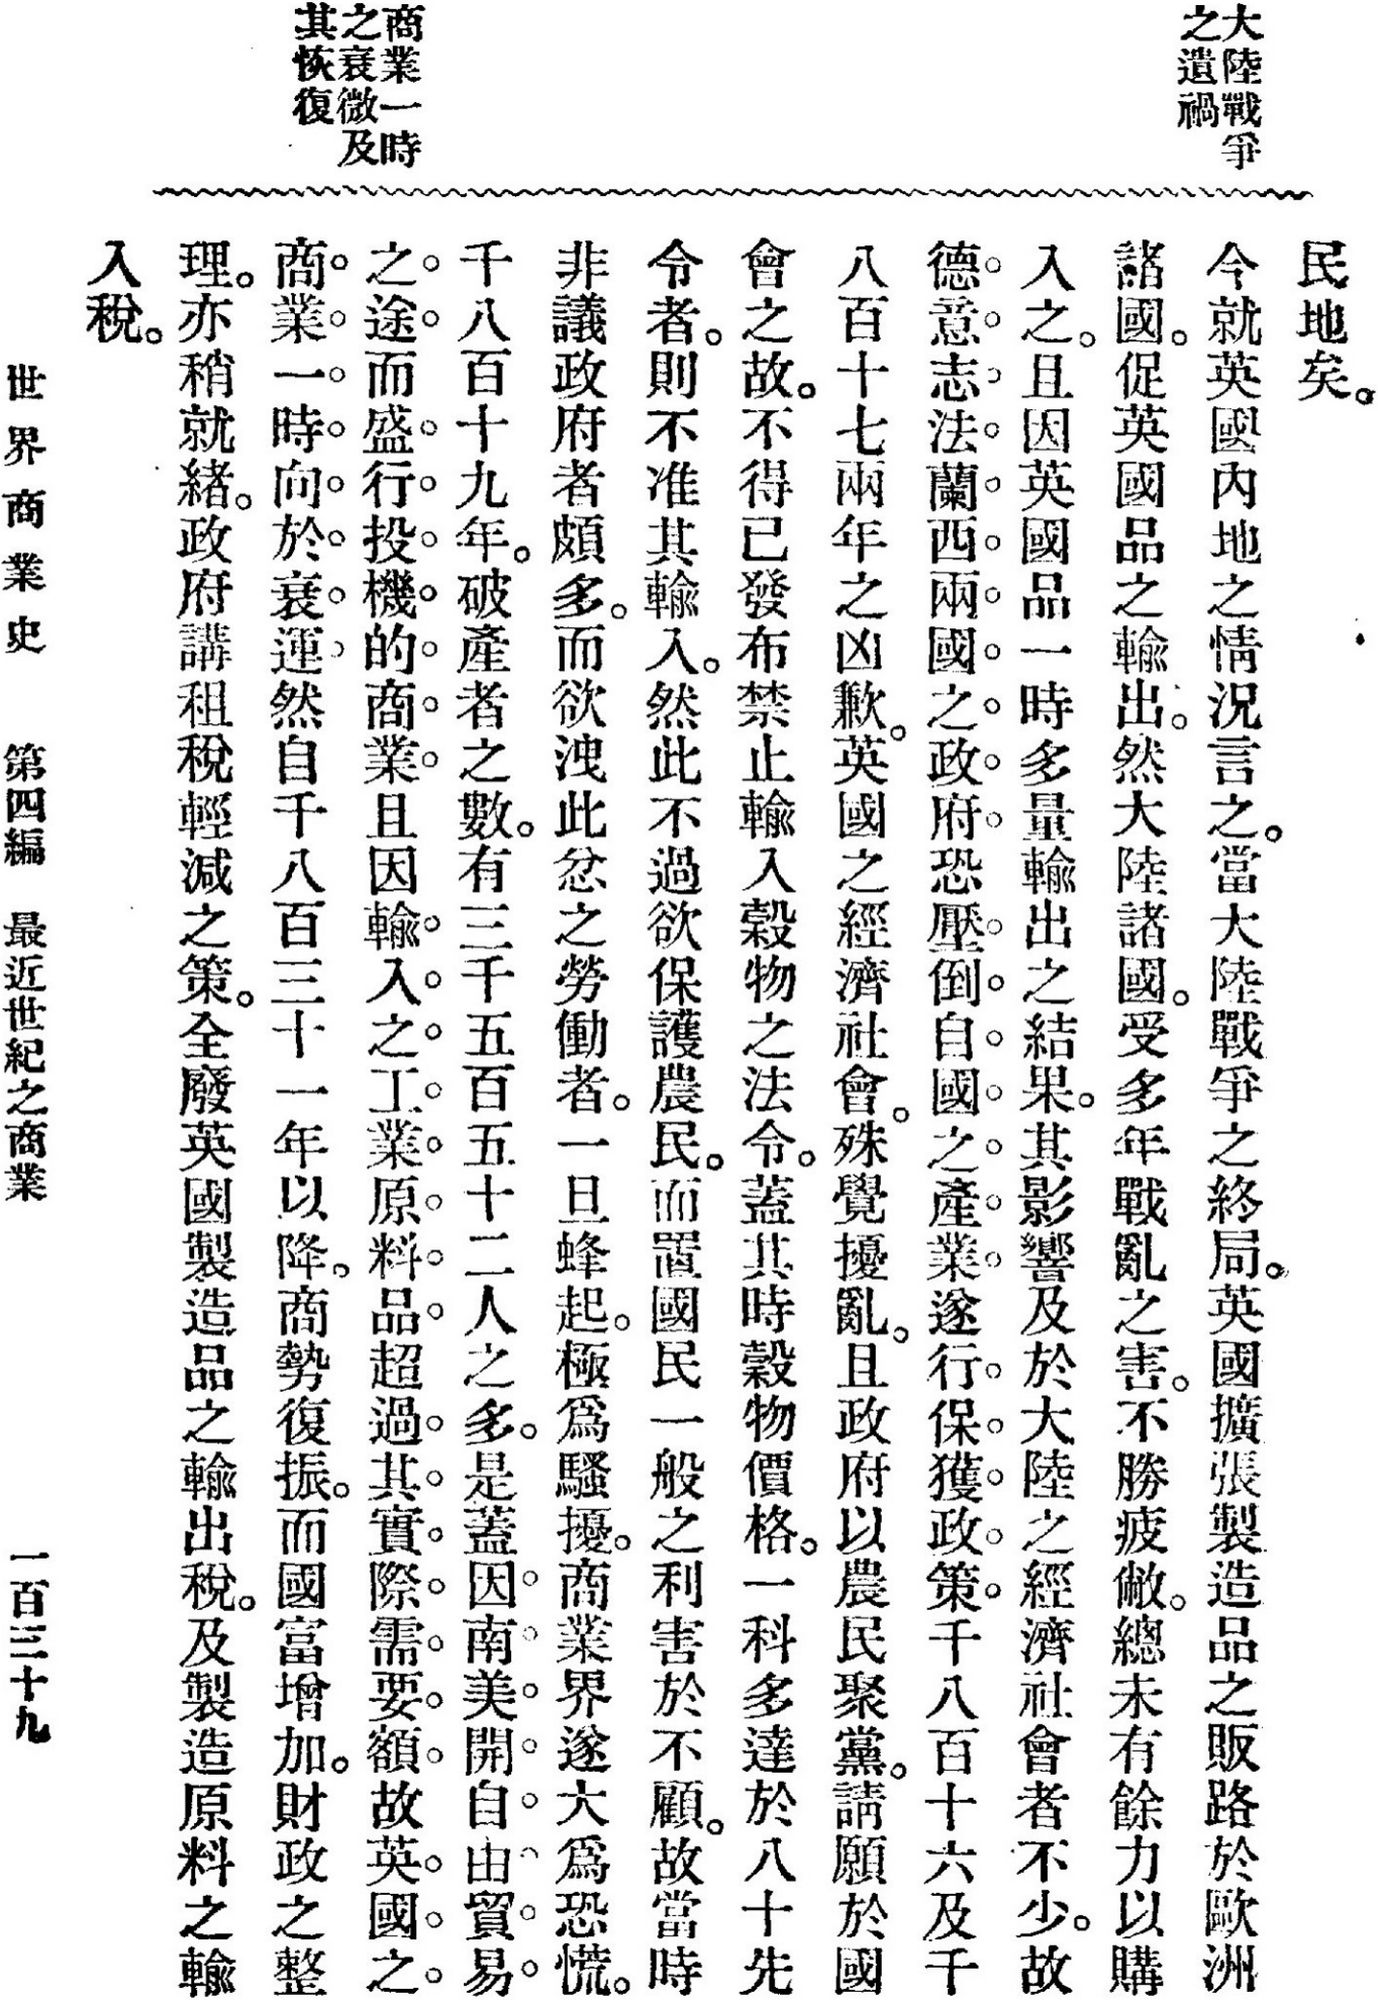 大陸戰爭
之遺禍
商業一時
之衰微及
其恢復
民地矣。
今就英國內地之情況言之。當大陸戰爭之終局。英國擴張製造品之販路於歐洲
諸國。促英國品之輸出。然大陸諸國。受多年戰亂之害。不勝疲敝。總未有餘力以購
入之。且因英國品一時多量輸出之結果。其影響及於大陸之經濟社會者不少。故
德意志法蘭西兩國之政府恐壓倒自國之產業遂行保獲政策千八百十六及千
八百十七兩年之凶歉。英國之經濟社會。殊覺擾亂。且政府以農民聚黨。請願於國
會之故。不得已發布禁止輸入穀物之法令。蓋其時穀物價格。一科多達於八十先
令者。則不准其輸入。然此不過欲保護農民。而置國民一般之利害於不顧。故當時
非議政府者頗多。而欲洩此忿之勞働者。一旦蜂起。極爲騷擾。商業界遂大爲恐慌。
千八百十九年。破產者之數。有三千五百五十二人之多。是蓋因南美開自由貿易
之途而盛行投機的商業且因輸入之工業原料品超過其實際需要額故英國之
商業一時向於衰運然自千八百三十一年以降。商勢復振。而國富增加。財政之整
理。亦稍就緒。政府講租稅輕減之策。全廢英國製造品之輸出稅。及製造原料之輸
入稅。
世界商業史 第四編 最近世紀之商業 一百三十九